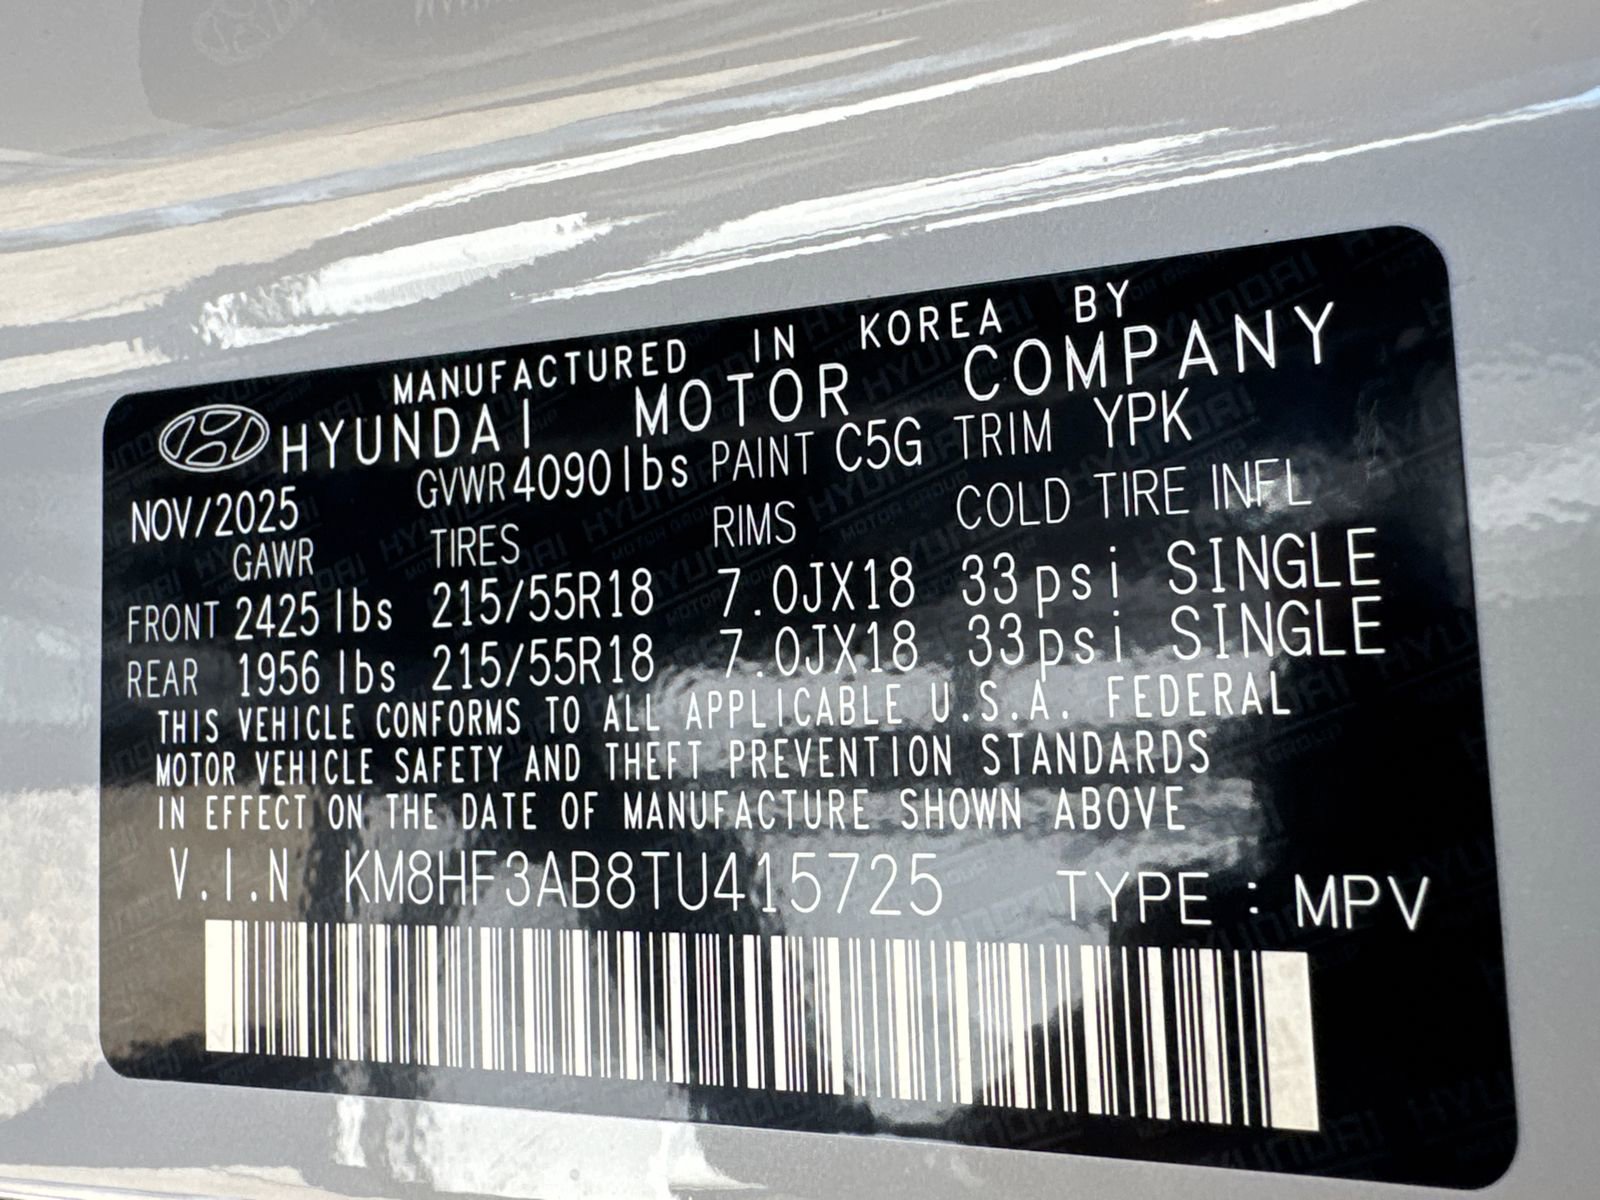 MANUFACTURED IN KOREA BY
HYUNDAI MOTOR COMPANY
NOV/2025 GVWR 4090lbs PAINT C5G TRIM YPK
GAWR TIRES RIMS COLD TIRE INFL
FRONT 2425 lbs 215/55R18 7.0JX18 33psi SINGLE
REAR 1956 lbs 215/55R18 7.0JX18 33psi SINGLE
THIS VEHICLE CONFORMS TO ALL APPLICABLE U.S.A. FEDERAL
MOTOR VEHICLE SAFETY AND THEFT PREVENTION STANDARDS
IN EFFECT ON THE DATE OF MANUFACTURE SHOWN ABOVE
V.I.N KM8HF3AB8TU415725 TYPE : MPV